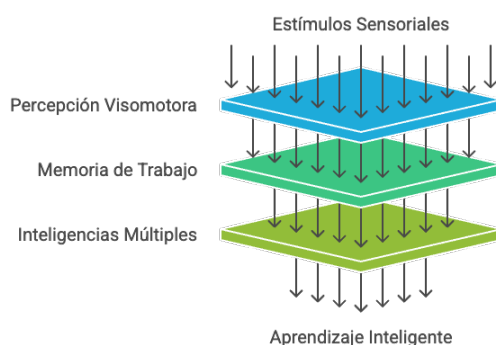 Estímulos Sensoriales
Percepción Visomotora
Memoria de Trabajo
Inteligencias Múltiples
Aprendizaje Inteligente